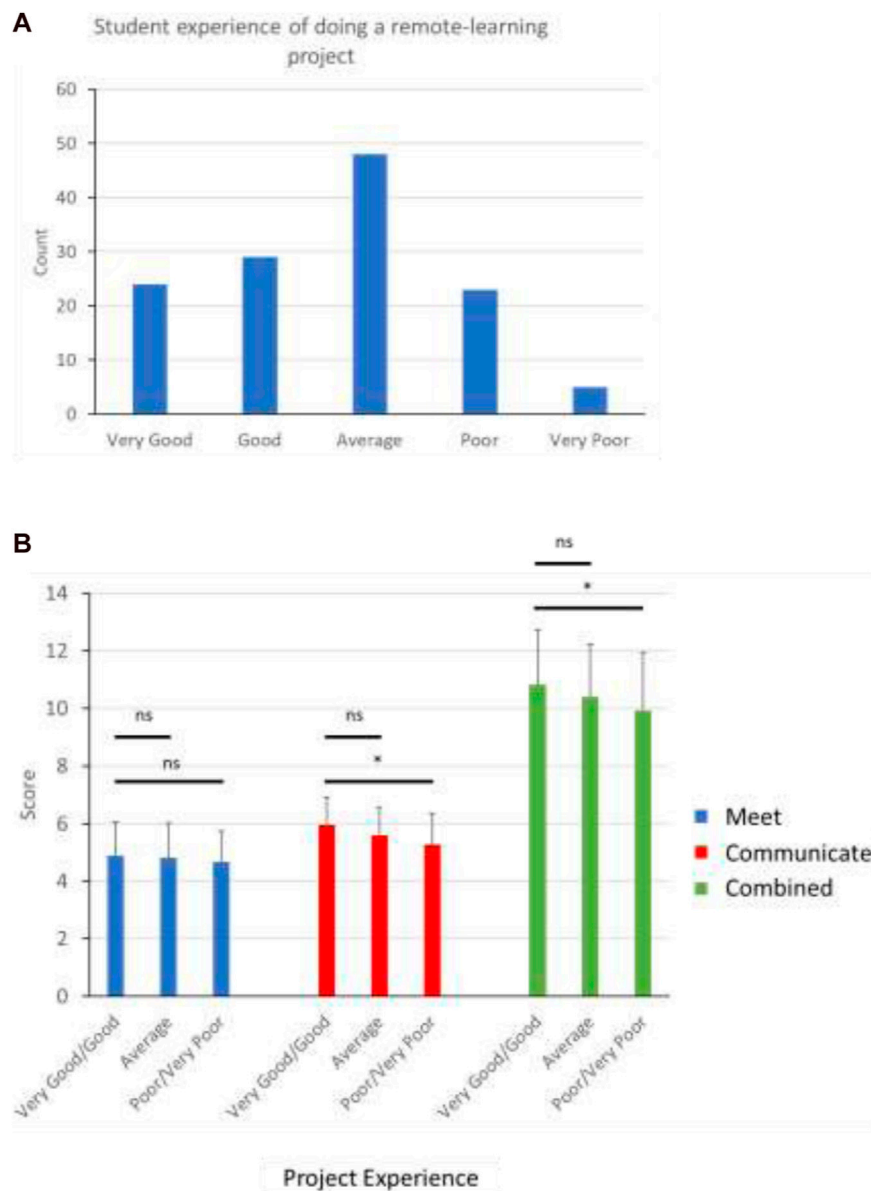 A
Student experience of doing a remote-learning
project
60
50
40
30
20
10
0
Count
Very Good
Good
Average
Poor
Very Poor
B
ns
*
ns
ns
ns
*
14
12
10
8
6
4
2
0
Score
Meet
Communicate
Combined
Very Good/Good
Average
Poor/Very Poor
Very Good/Good
Average
Poor/Very Poor
Very Good/Good
Average
Poor/Very Poor
Project Experience